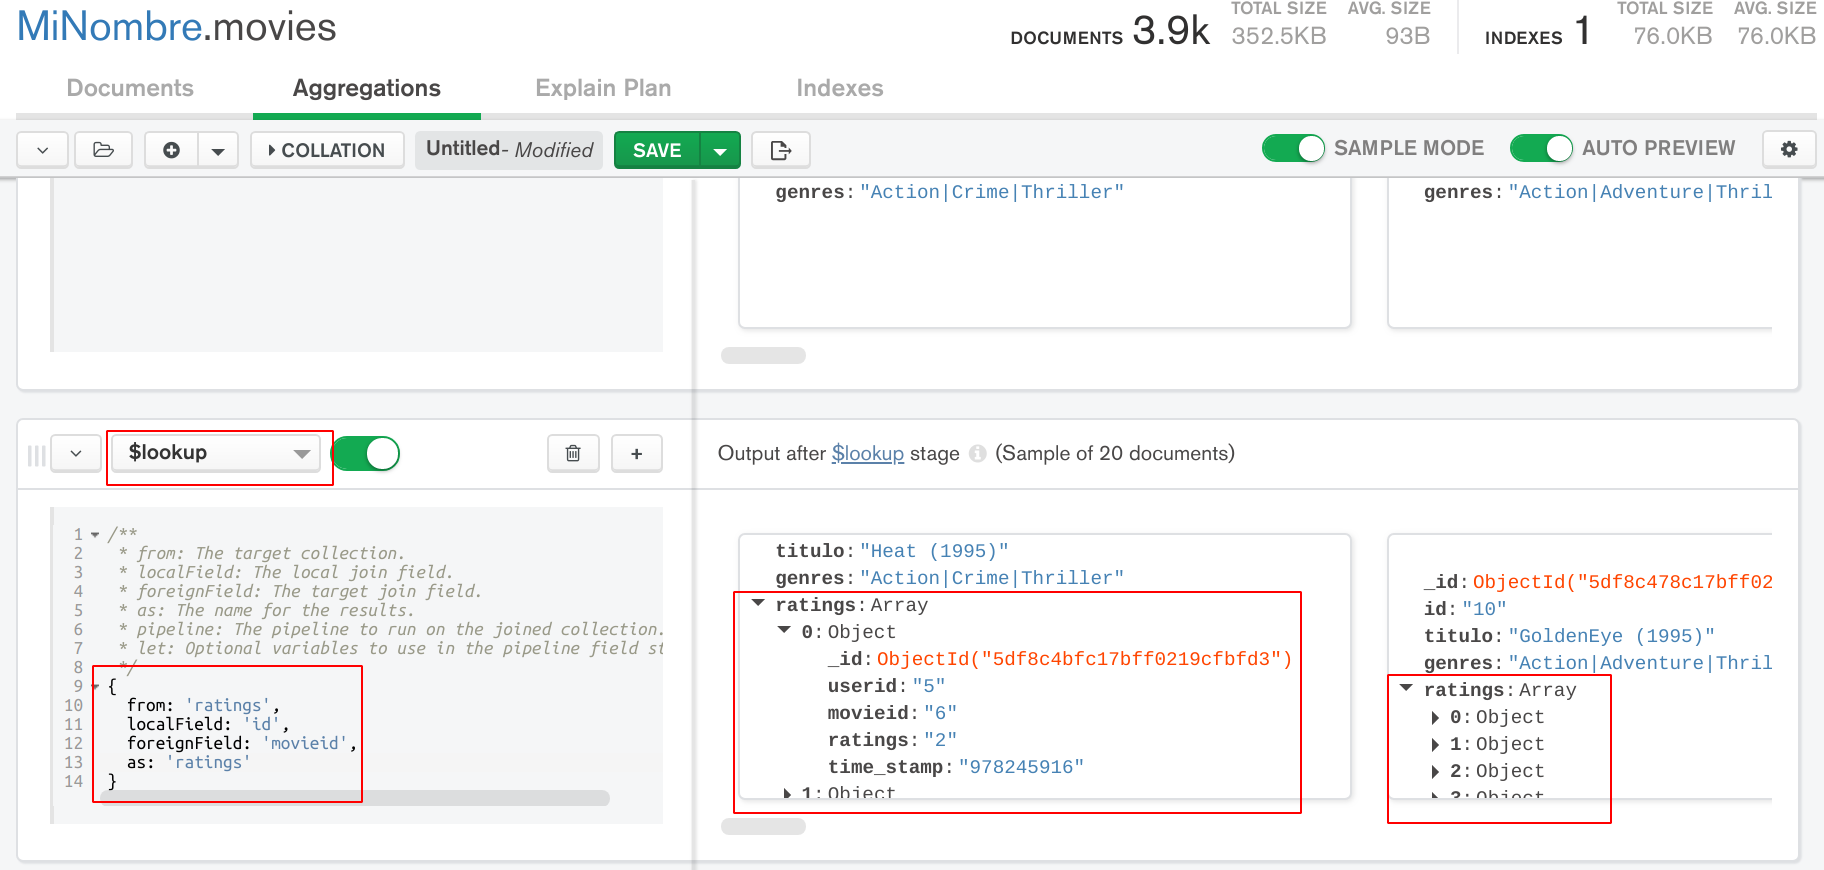 MiNombre.movies
DOCUMENTS 3.9k TOTAL SIZE 352.5KB AVG. SIZE 93B
INDEXES 1 TOTAL SIZE 76.0KB AVG. SIZE 76.0KB
Documents Aggregations Explain Plan Indexes
COLLATION Untitled- Modified SAVE SAMPLE MODE AUTO PREVIEW
genres:"Action|Crime|Thriller"
genres:"Action|Adventure|Thril
$lookup
Output after $lookup stage (Sample of 20 documents)
1 /**
2 * from: The target collection.
3 * localField: The local join field.
4 * foreignField: The target join field.
5 * as: The name for the results.
6 * pipeline: The pipeline to run on the joined collection.
7 * let: Optional variables to use in the pipeline field st
8 */
9 {
10 from: 'ratings',
11 localField: 'id',
12 foreignField: 'movieid',
13 as: 'ratings'
14 }
titulo:"Heat (1995)"
genres:"Action|Crime|Thriller"
ratings:Array
0:Object
_id:ObjectId("5df8c4bfc17bff0219cfbfd3")
userid:"5"
movieid:"6"
ratings:"2"
time_stamp:"978245916"
1:Object
_id:ObjectId("5df8c478c17bff02
id:"10"
titulo:"GoldenEye (1995)"
genres:"Action|Adventure|Thril
ratings:Array
0:Object
1:Object
2:Object
3:Object